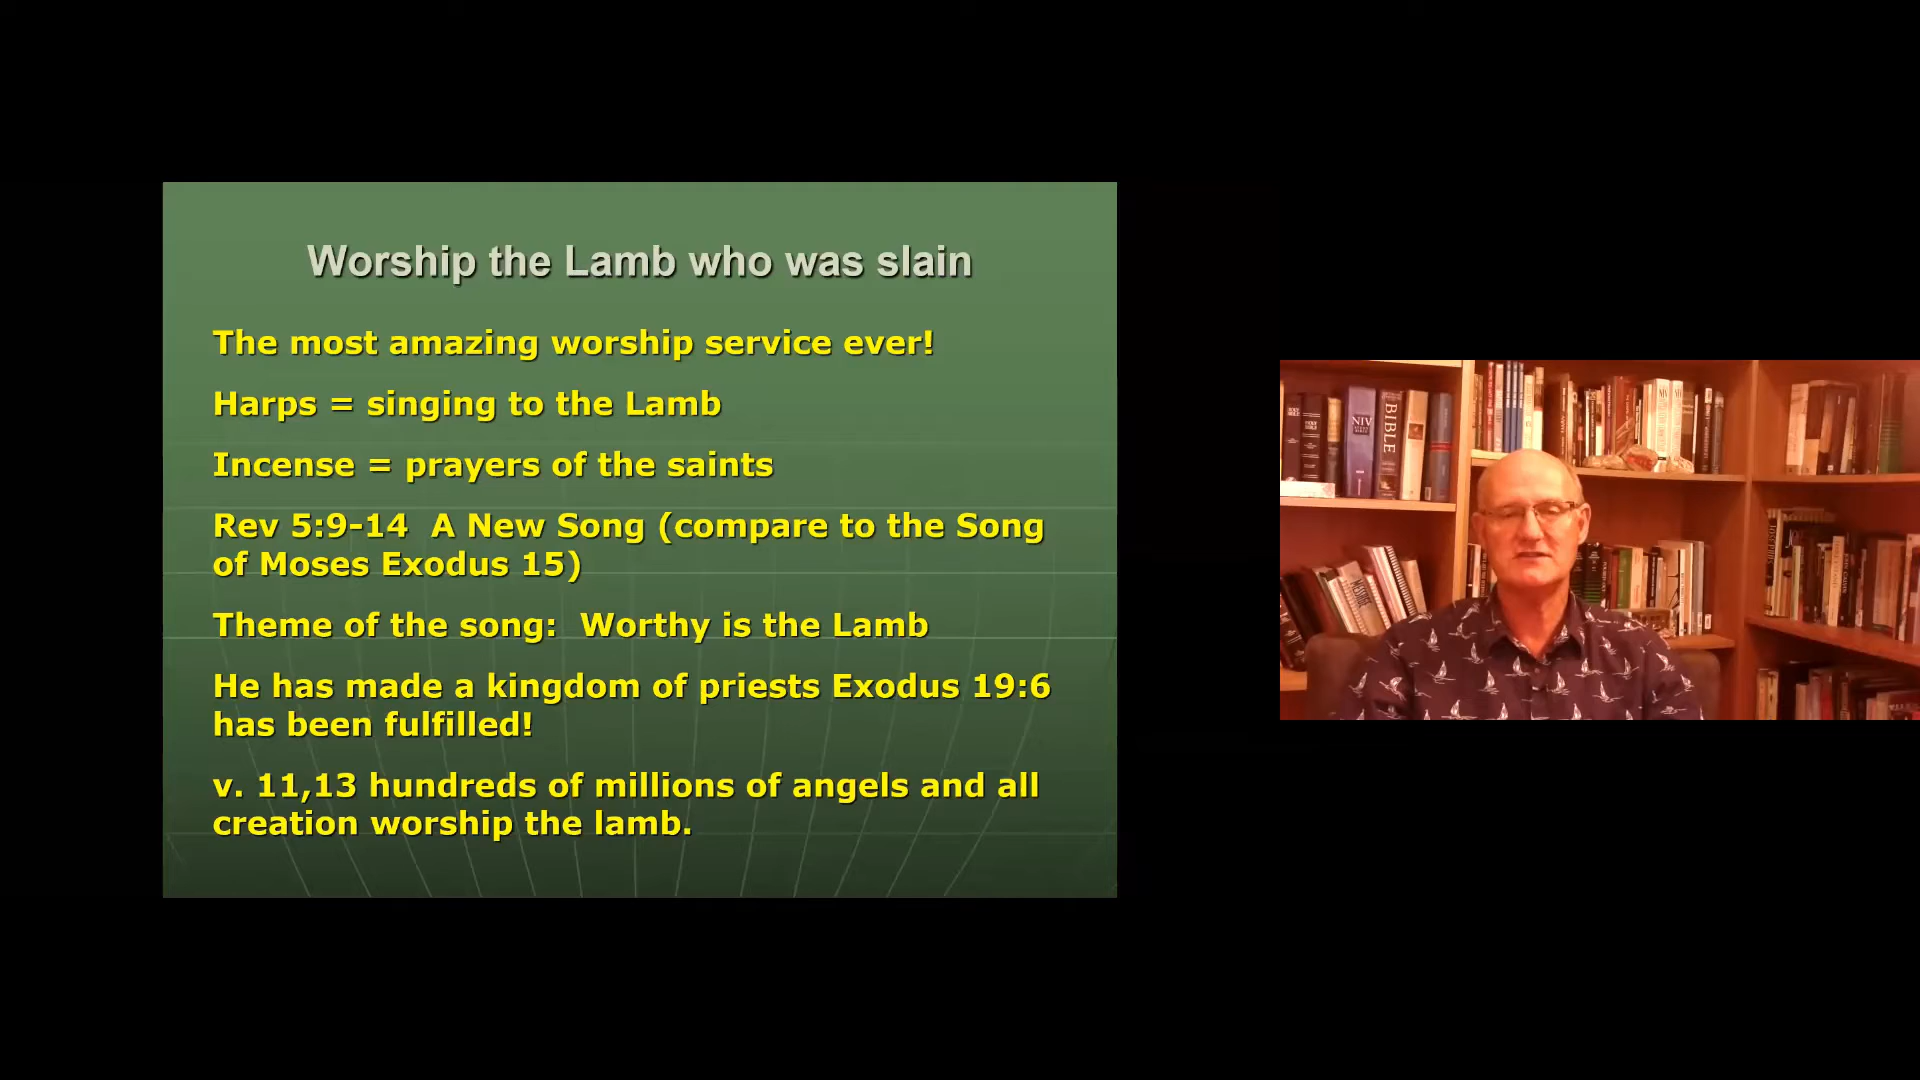 Worship the Lamb who was slain
The most amazing worship service ever!
Harps = singing to the Lamb
Incense = prayers of the saints
Rev 5:9-14  A New Song (compare to the Song
of Moses Exodus 15)
Theme of the song:  Worthy is the Lamb
He has made a kingdom of priests Exodus 19:6
has been fulfilled!
v. 11,13 hundreds of millions of angels and all
creation worship the lamb.
NIV
BIBLE